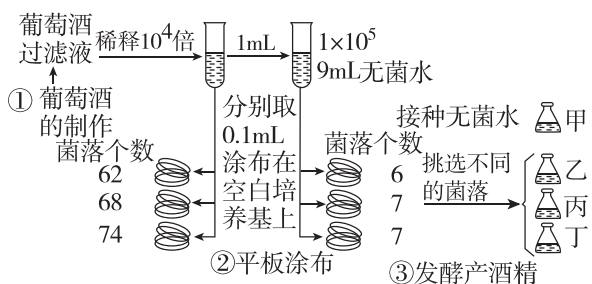 葡萄酒
过滤液
稀释10⁴倍
1mL
1×10⁵
9mL无菌水
①葡萄酒
的制作
分别取
0.1mL
涂布在
空白培
养基上
菌落个数
62
68
74
菌落个数
6
7
7
②平板涂布
接种无菌水
甲
挑选不同
的菌落
乙
丙
丁
③发酵产酒精